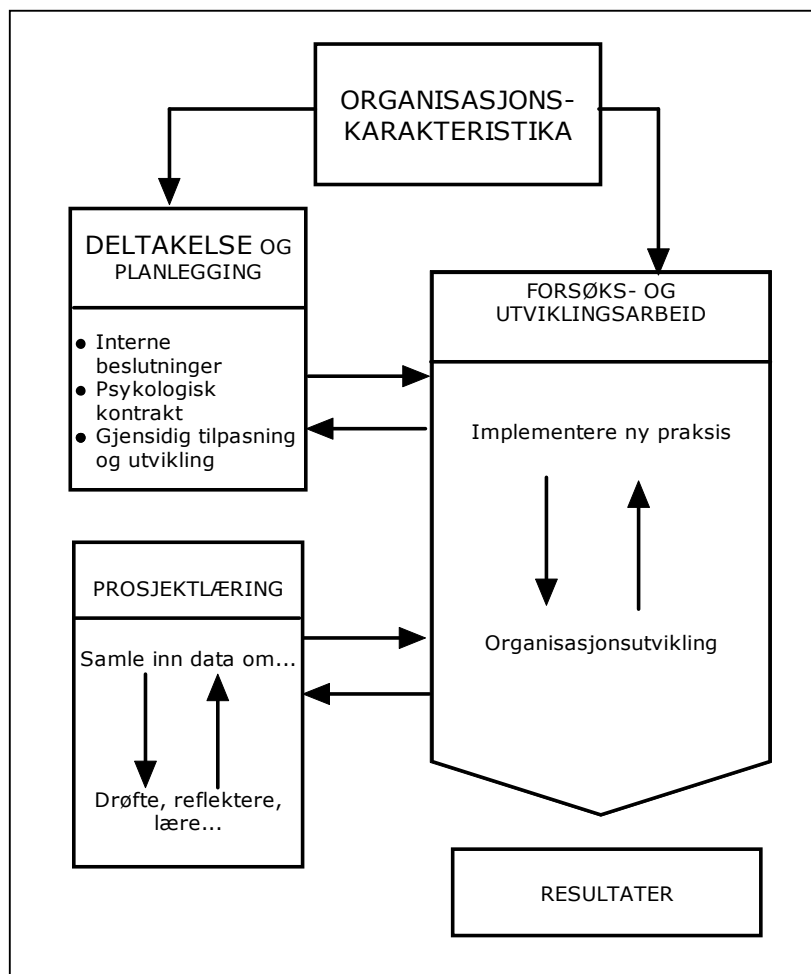 ORGANISASJONS-
KARAKTERISTIKA
DELTAKELSE OG
PLANLEGGING
● Interne
beslutninger
● Psykologisk
kontrakt
● Gjensidig tilpasning
og utvikling
FORSØKS- OG
UTVIKLINGSARBEID
Implementere ny praksis
Organisasjonsutvikling
PROSJEKTLÆRING
Samle inn data om...
Drøfte, reflektere,
lære...
RESULTATER